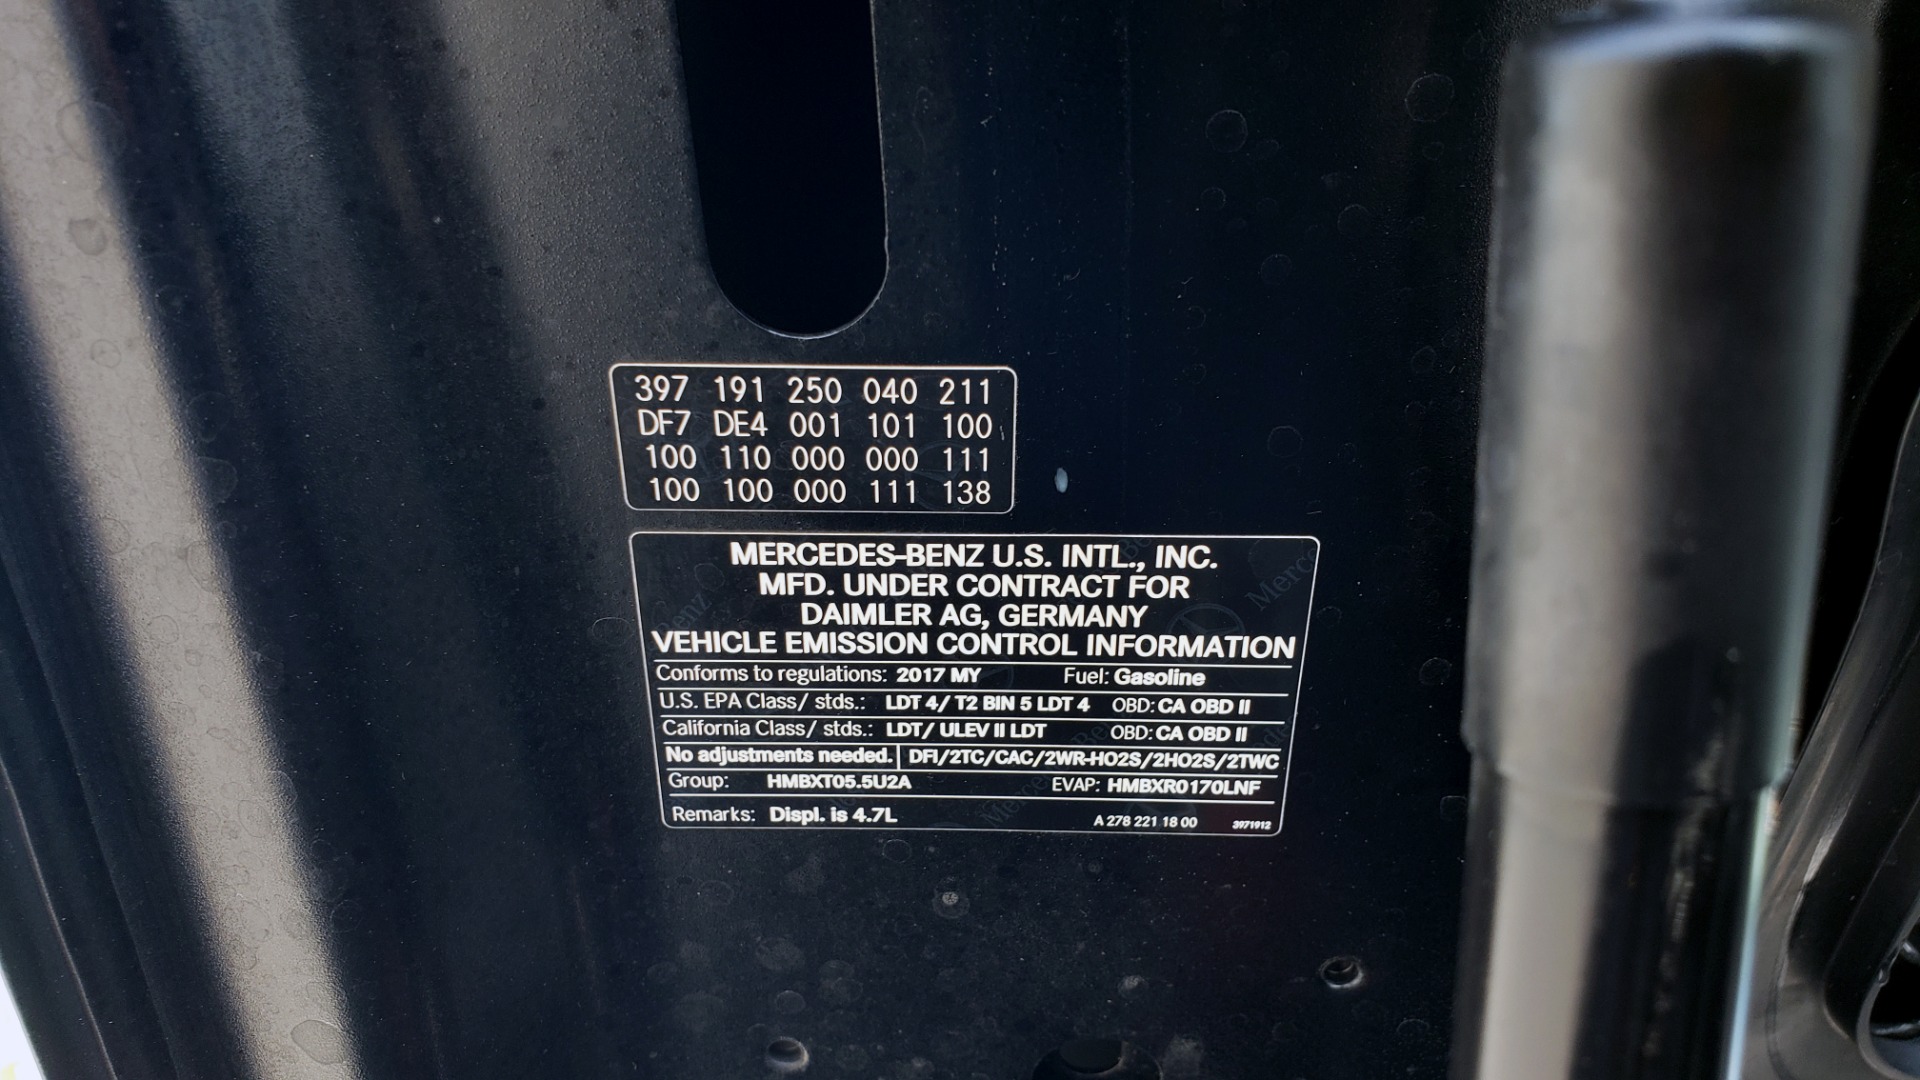 397 191 250 040 211
DF7 DE4 001 101 100
100 110 000 000 111
100 100 000 111 138
MERCEDES-BENZ U.S. INTL., INC.
MFD. UNDER CONTRACT FOR
DAIMLER AG, GERMANY
VEHICLE EMISSION CONTROL INFORMATION
Conforms to regulations: 2017 MY Fuel: Gasoline
U.S. EPA Class/ stds.: LDT 4/ T2 BIN 5 LDT 4 OBD: CA OBD II
California Class/ stds.: LDT/ ULEV II LDT OBD: CA OBD II
No adjustments needed. DFI/2TC/CAC/2WR-HO2S/2HO2S/2TWC
Group: HMBXT05.5U2A EVAP: HMBXR0170LNF
Remarks: Displ. is 4.7L A 278 221 18 00 3971912